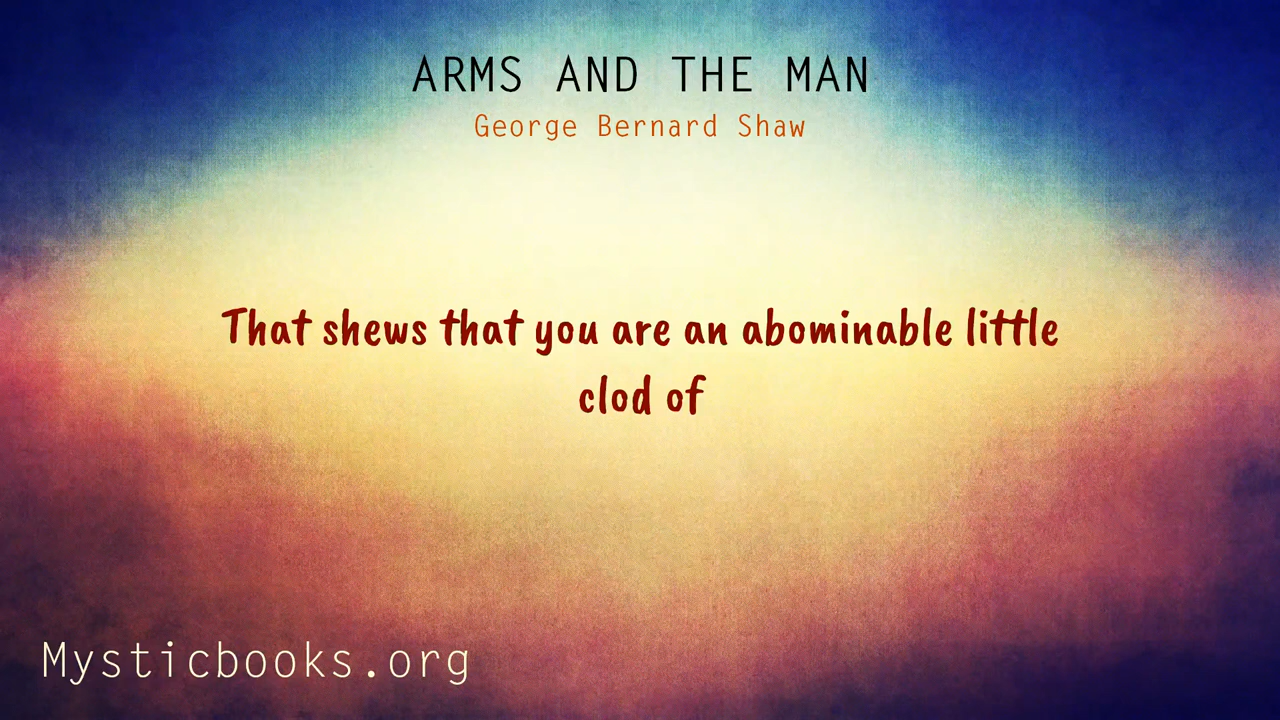 ARMS AND THE MAN
George Bernard Shaw
That shews that you are an abominable little
clod of
Mysticbooks.org